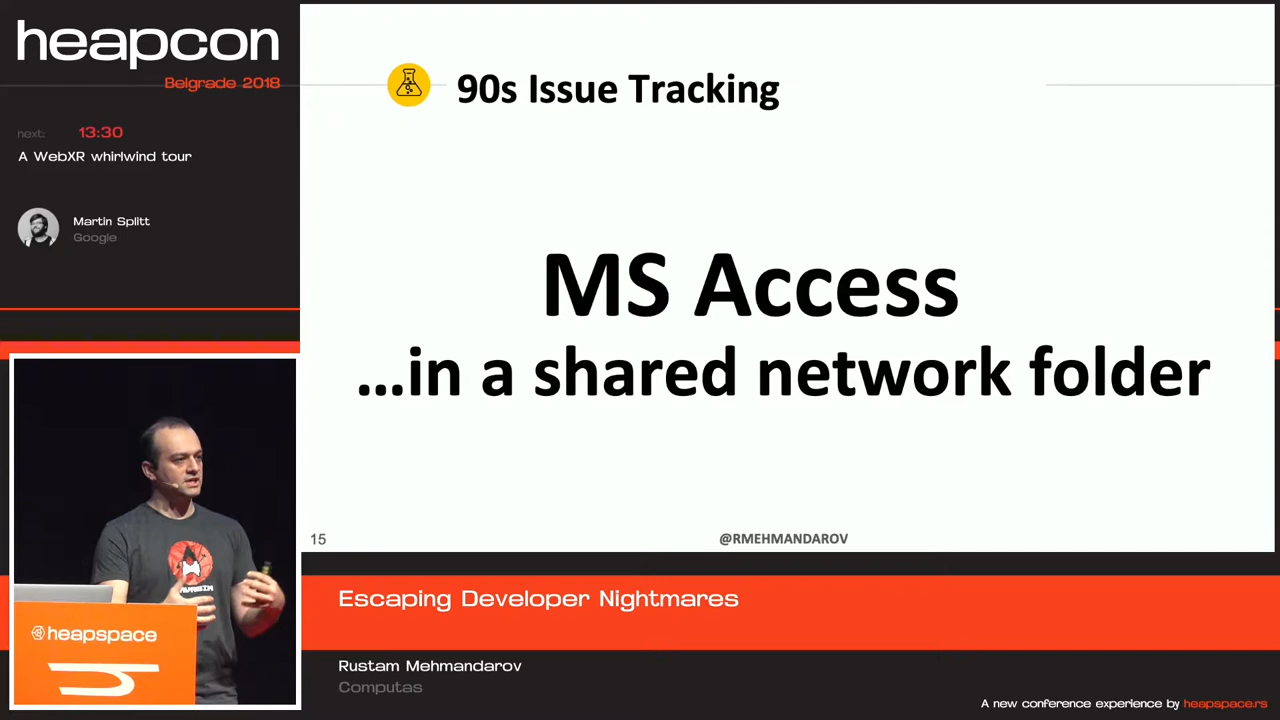 heapcon
Belgrade 2018
next: 13:30
A WebXR whirlwind tour
Martin Splitt
Google
90s Issue Tracking
MS Access
...in a shared network folder
15
@RMEHMANDAROV
heapspace
Escaping Developer Nightmares
Rustam Mehmandarov
Computas
A new conference experience by heapspace.rs